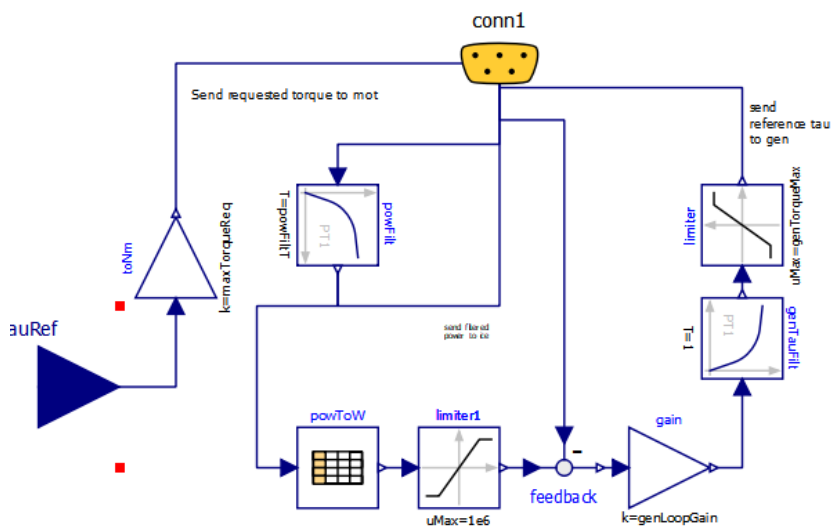 conn1
Send requested torque to mot
send
reference tau
to gen
toNm
k=maxTorqueReq
T=powFiltT
PT1
powFilt
limiter
uMax=genTorqueMax
auRef
send filtered
power to ice
T=1
PT1
genTauFilt
powToW
limiter1
gain
uMax=1e6
feedback
k=genLoopGain